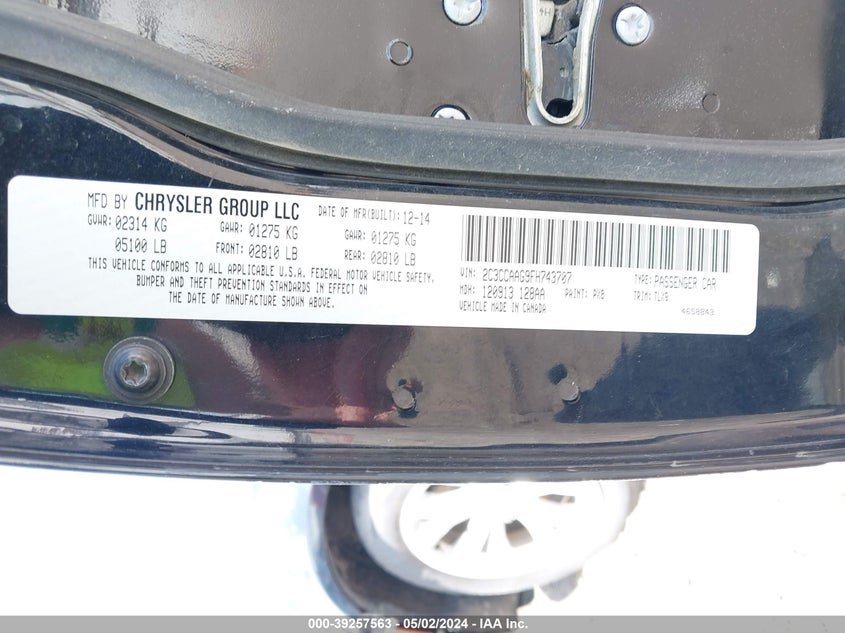 MFD BY CHRYSLER GROUP LLC DATE OF MFR(BUILT): 12-14
GVWR: 02314 KG GAWR: 01275 KG GAWR: 01275 KG
05100 LB FRONT: 02810 LB REAR: 02810 LB
THIS VEHICLE CONFORMS TO ALL APPLICABLE U.S.A. FEDERAL MOTOR VEHICLE SAFETY,
BUMPER AND THEFT PREVENTION STANDARDS IN EFFECT ON
THE DATE OF MANUFACTURE SHOWN ABOVE.
VIN: 2C3CCAAG9FH743707 TYPE: PASSENGER CAR
MDH: 120913 128AA PAINT: PX8 TRIM: TLX9
VEHICLE MADE IN CANADA 4658843
000-39257563 - 05/02/2024 - IAA Inc.